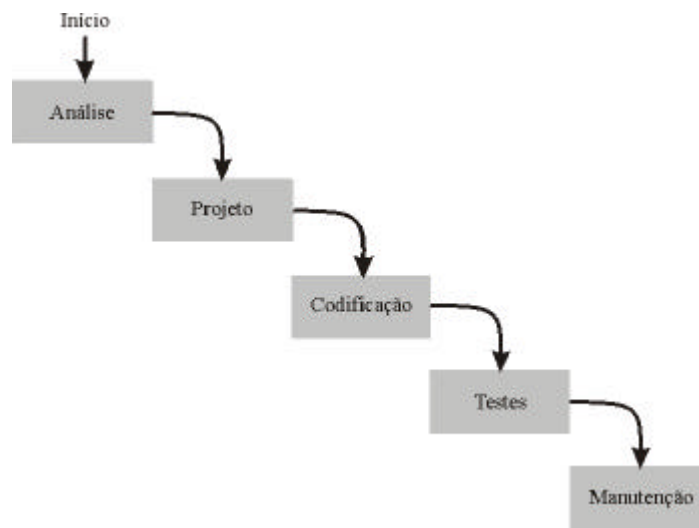 Início
Análise
Projeto
Codificação
Testes
Manutenção